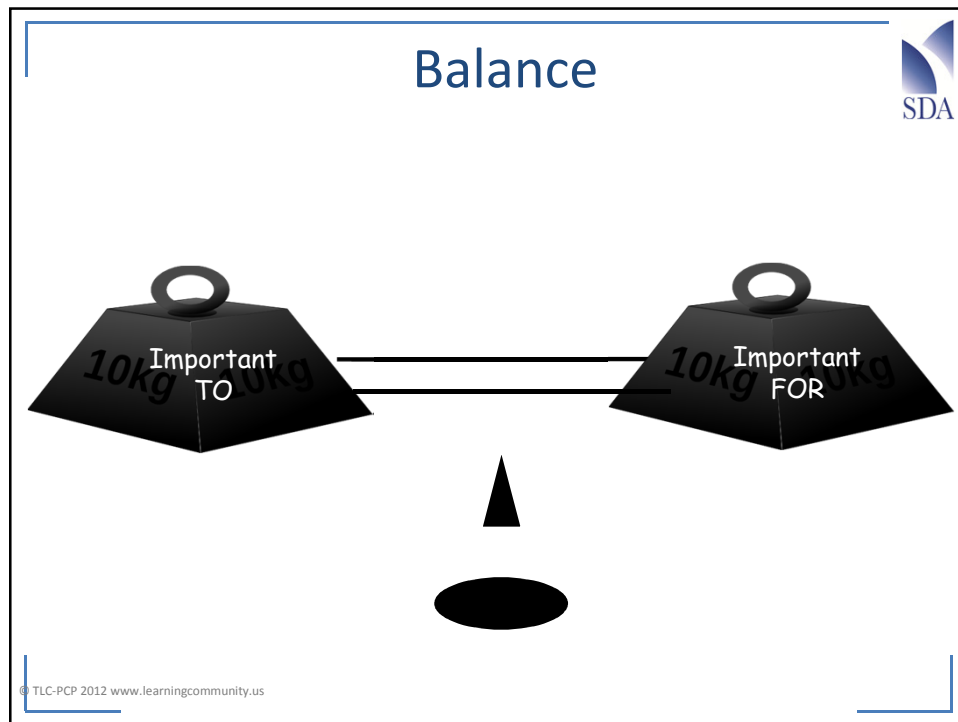 Balance
SDA
10kg 10kg
Important
TO
10kg 10kg
Important
FOR
© TLC-PCP 2012 www.learningcommunity.us